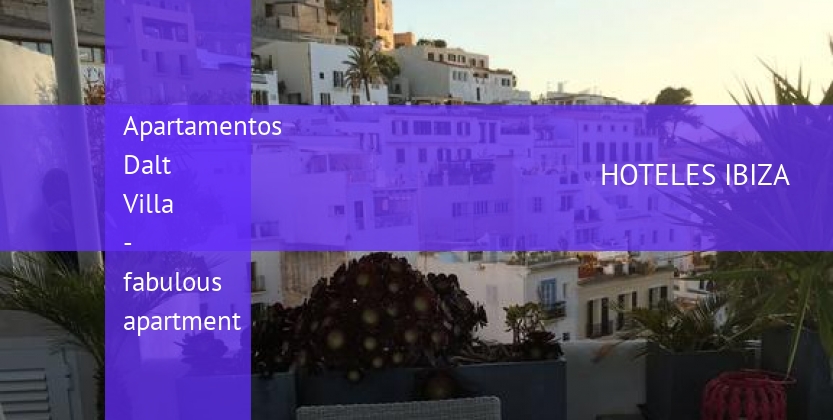 Apartamentos
Dalt
Villa
-
fabulous
apartment
HOTELES IBIZA